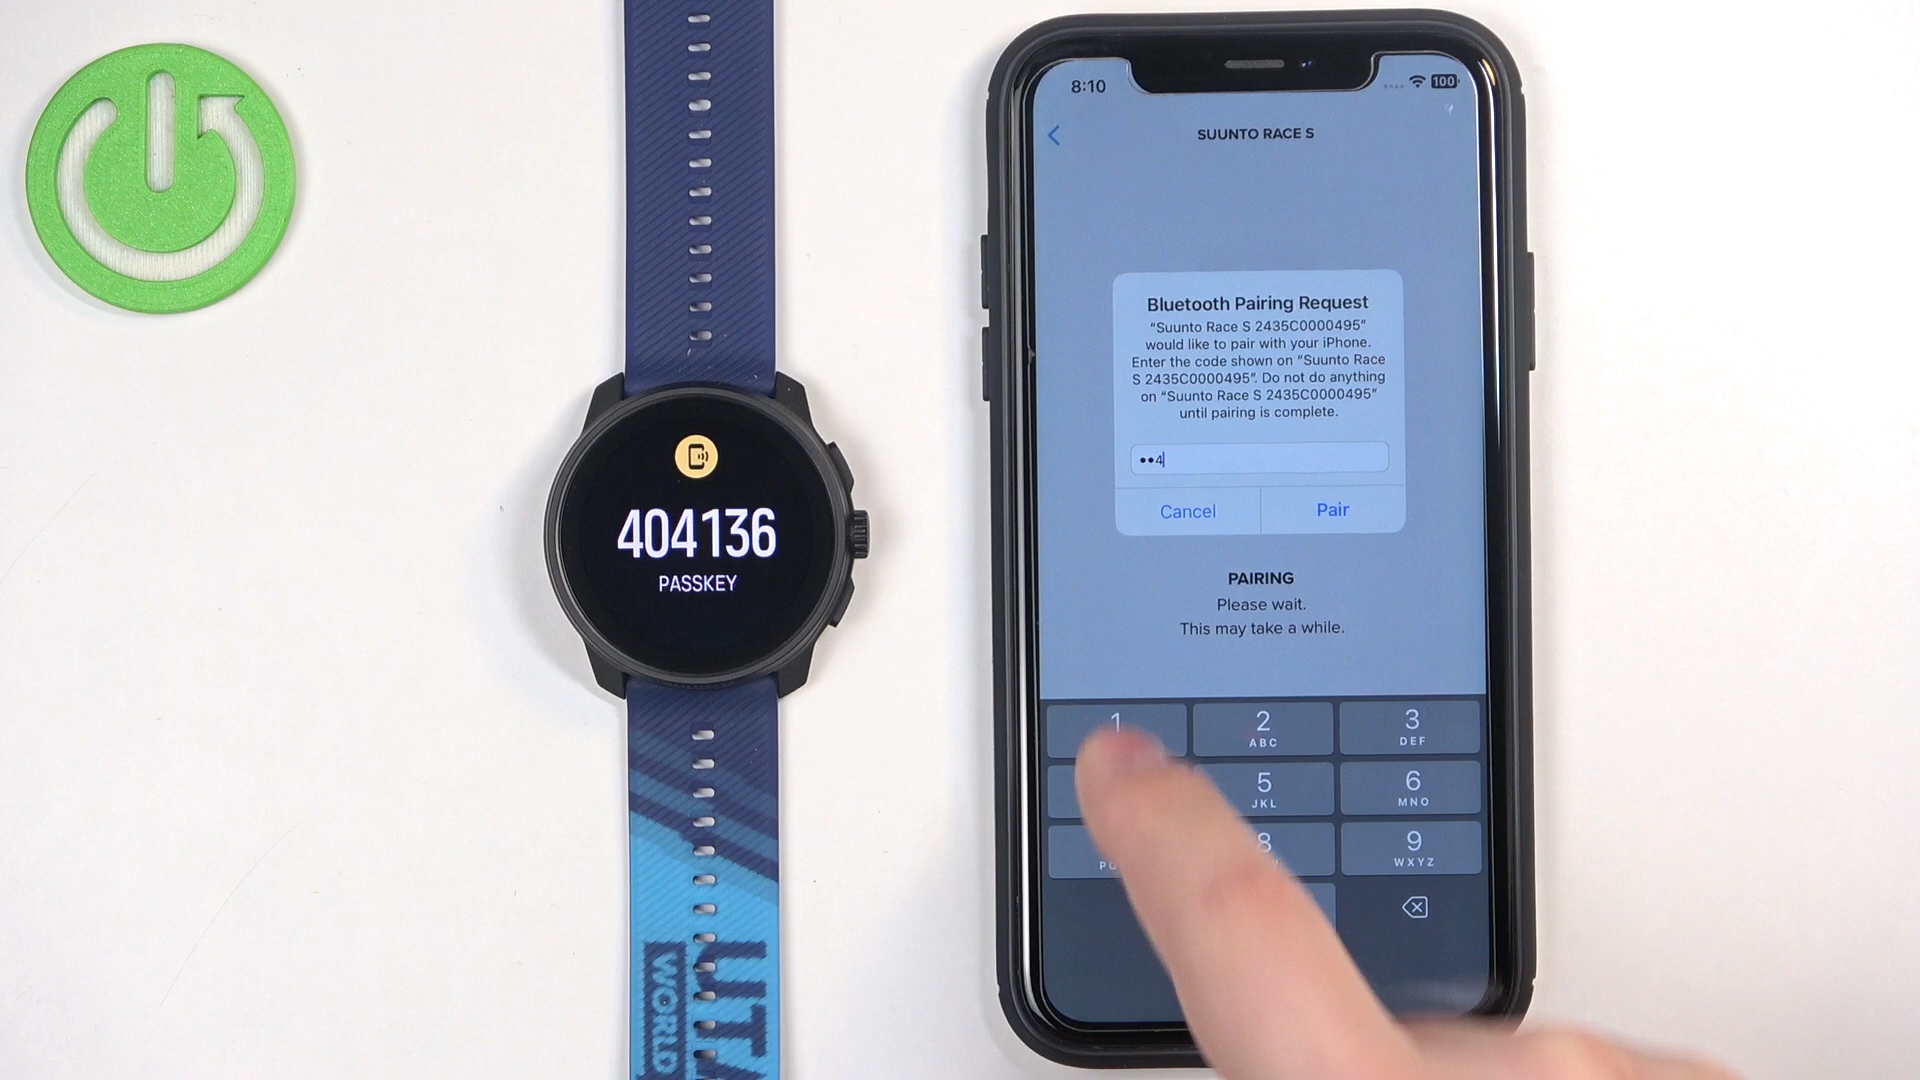 404136
PASSKEY
UTM
WORLD
8:10
100
SUUNTO RACE S
Bluetooth Pairing Request
“Suunto Race S 2435C0000495”
would like to pair with your iPhone.
Enter the code shown on “Suunto Race
S 2435C0000495”. Do not do anything
on “Suunto Race S 2435C0000495”
until pairing is complete.
••4
Cancel
Pair
PAIRING
Please wait.
This may take a while.
1
2
ABC
3
DEF
5
JKL
6
MNO
8
9
WXYZ